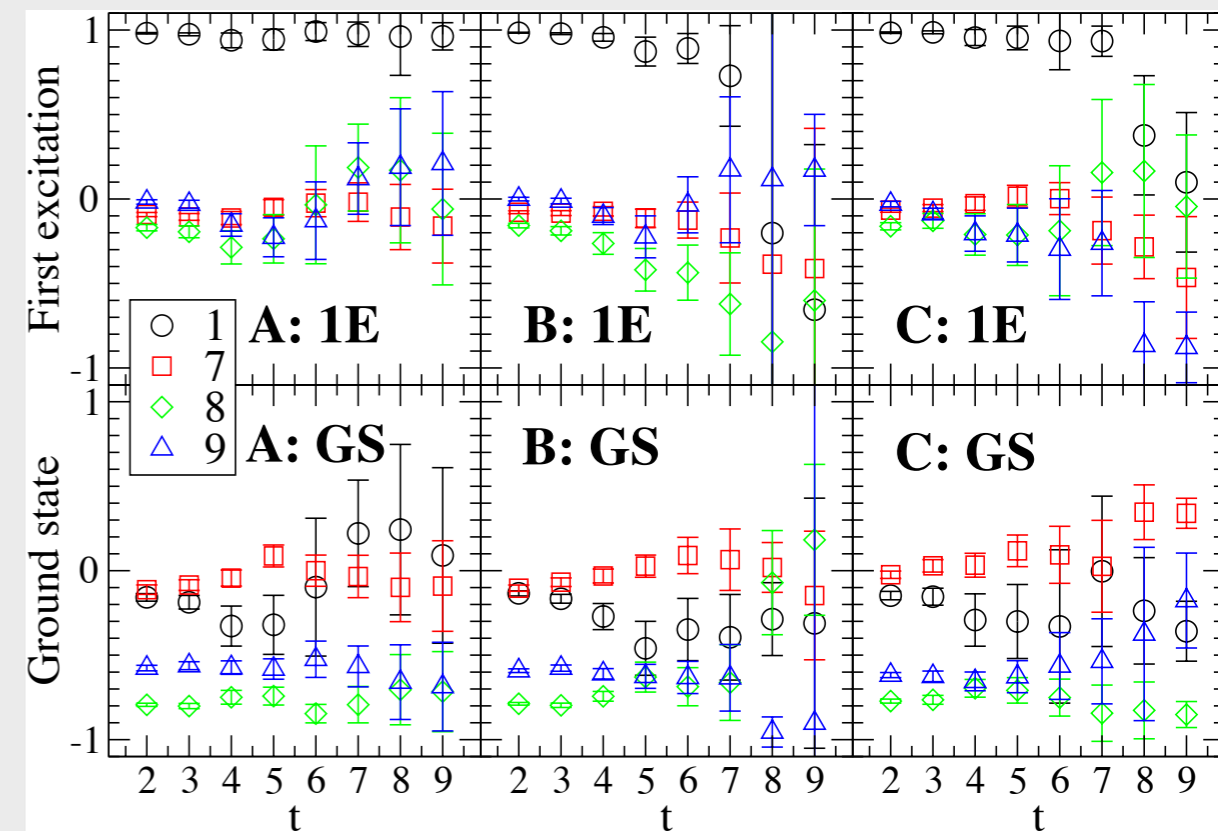 First excitation
1
0
-1
A: 1E
B: 1E
C: 1E
1
7
8
9
Ground state
1
0
-1
A: GS
B: GS
C: GS
2 3 4 5 6 7 8 9
2 3 4 5 6 7 8 9
2 3 4 5 6 7 8 9
t
t
t